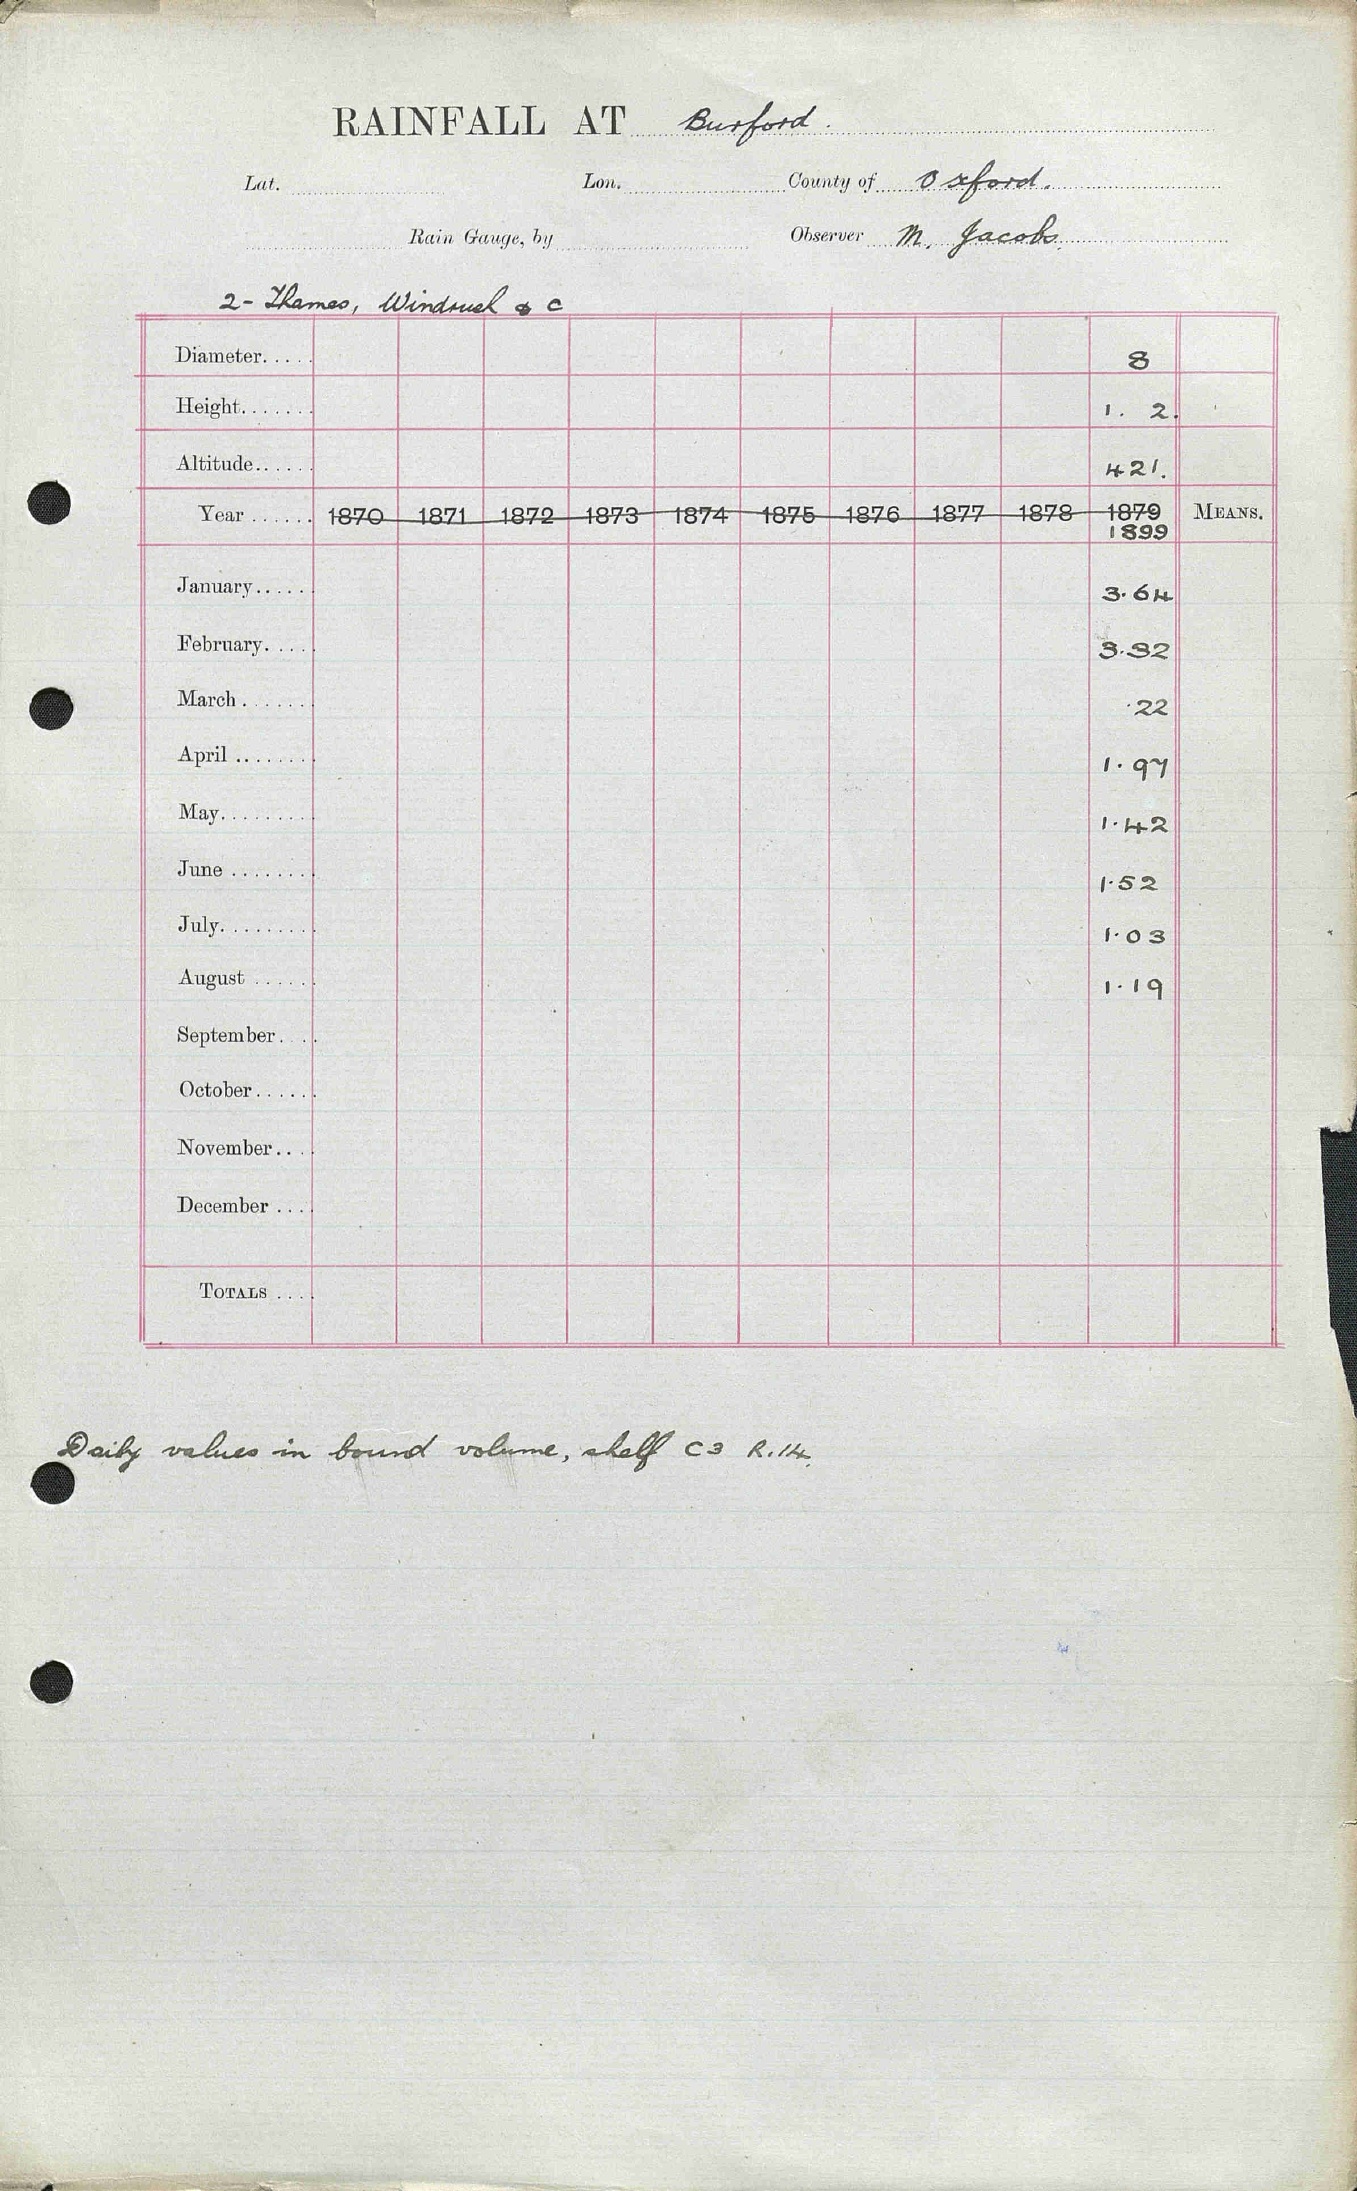 RAINFALL AT Burford.
Lat. Lon. County of Oxford.
Rain Gauge, by Observer M. Jacobs.
2- Thames, Windrush & C
Diameter..... 8
Height....... 1. 2.
Altitude...... 421.
Year ...... 1870 1871 1872 1873 1874 1875 1876 1877 1878 1879 MEANS.
1899
January...... 3.64
February..... 3.32
March ....... .22
April ........ 1.97
May......... 1.42
June ........ 1.52
July......... 1.03
August ...... 1.19
September....
October......
November....
December ....
TOTALS ....
Daily values in bound volume, shelf C3 R.14.